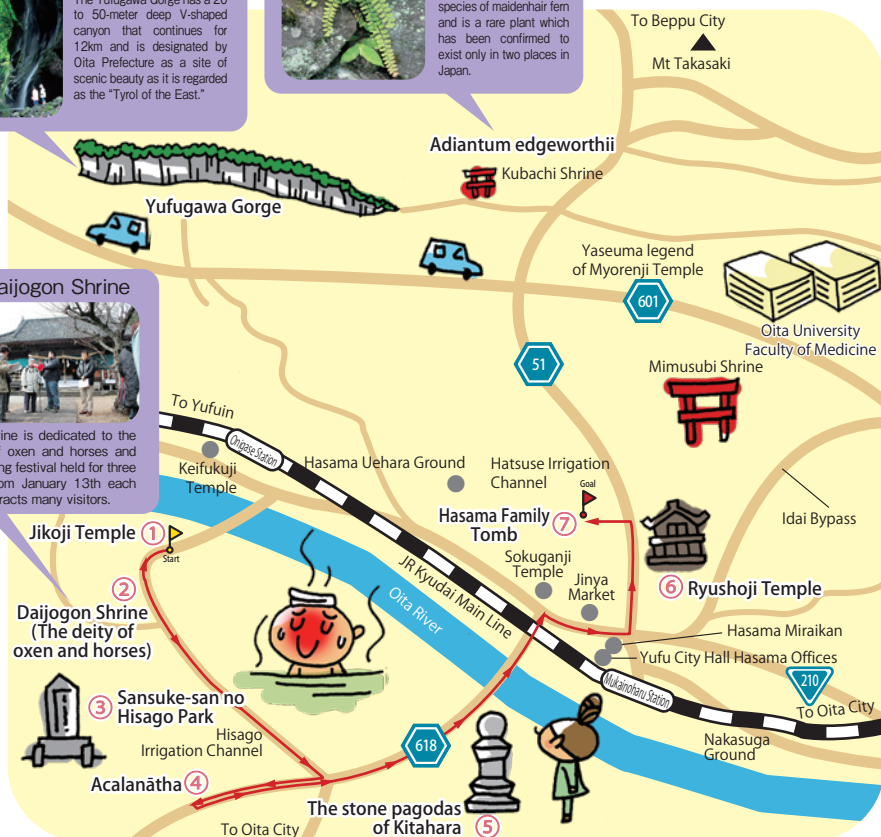 The Yufugawa Gorge has a 20
to 50-meter deep V-shaped
canyon that continues for
12km and is designated by
Oita Prefecture as a site of
scenic beauty as it is regarded
as the “Tyrol of the East.”
species of maidenhair fern
and is a rare plant which
has been confirmed to
exist only in two places in
Japan.
To Beppu City
Mt Takasaki
Adiantum edgeworthii
Kubachi Shrine
Yufugawa Gorge
Yaseuma legend
of Myorenji Temple
601
Oita University
Faculty of Medicine
51
Mimusubi Shrine
aijogon Shrine
rine is dedicated to the
f oxen and horses and
ng festival held for three
om January 13th each
racts many visitors.
To Yufuin
Onigase Station
Keifukuji
Temple
Hasama Uehara Ground
Hatsuse Irrigation
Channel
Goal
Hasama Family
Tomb
⑦
Idai Bypass
Jikoji Temple ①
Start
②
Daijogon Shrine
(The deity of
oxen and horses)
JR Kyudai Main Line
Oita River
Sokuganji
Temple
Jinya
Market
⑥ Ryushoji Temple
Hasama Miraikan
Yufu City Hall Hasama Offices
Mukainoharu Station
210
To Oita City
③ Sansuke-san no
Hisago Park
Hisago
Irrigation Channel
618
Nakasuga
Ground
Acalanātha ④
The stone pagodas
of Kitahara ⑤
To Oita City